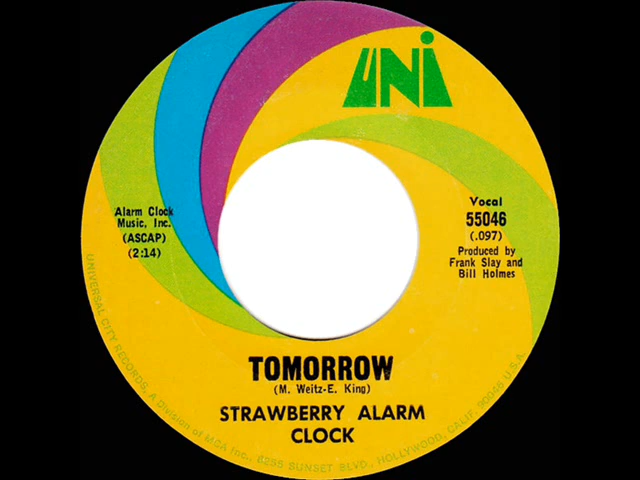 UNI
Alarm Clock
Music, Inc.
(ASCAP)
(2:14)
Vocal
55046
(.097)
Produced by
Frank Slay and
Bill Holmes
TOMORROW
(M. Weitz-E. King)
STRAWBERRY ALARM
CLOCK
UNIVERSAL CITY RECORDS, A Division of MCA Inc., 8255 SUNSET BLVD., HOLLYWOOD, CALIF. 90046 U.S.A.